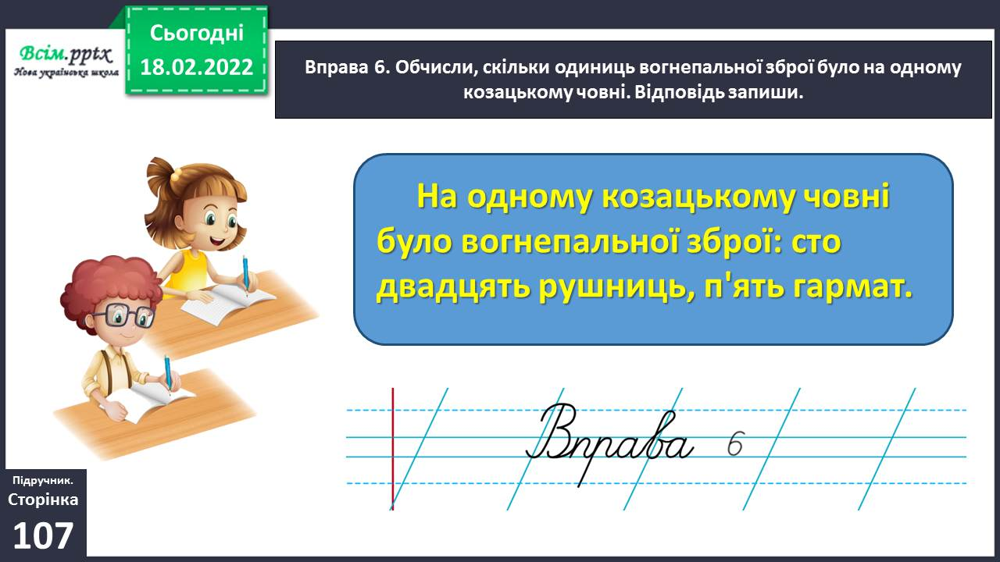 Всім.pptx
Нова українська школа
Сьогодні
18.02.2022
Вправа 6. Обчисли, скільки одиниць вогнепальної зброї було на одному
козацькому човні. Відповідь запиши.
На одному козацькому човні
було вогнепальної зброї: сто
двадцять рушниць, п'ять гармат.
Вправа 6
Підручник.
Сторінка
107